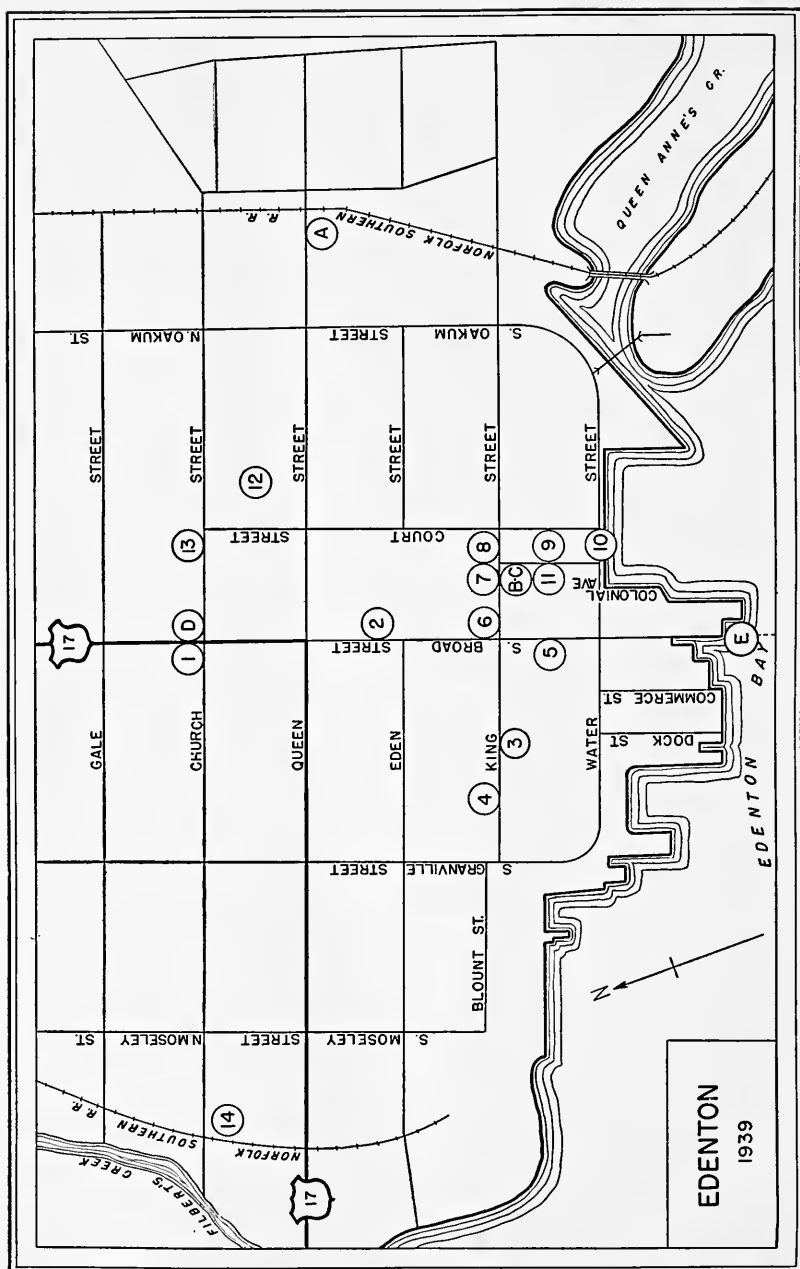 EDENTON
1939
FILBERT'S CREEK
NORFOLK SOUTHERN R.R.
17
14
N. MOSELEY ST.
S. MOSELEY STREET
BLOUNT ST.
S GRANVILLE STREET
GALE STREET
CHURCH STREET
QUEEN STREET
EDEN STREET
KING STREET
WATER STREET
17
1
D
13
12
2
S. BROAD STREET
3
4
5
6
7
8
B-C
11
9
10
COLONIAL AVE
COURT STREET
COMMERCE ST.
DOCK ST
E
EDENTON BAY
N. OAKUM ST.
S. OAKUM STREET
A
NORFOLK SOUTHERN R.R.
QUEEN ANNE'S CR.
N